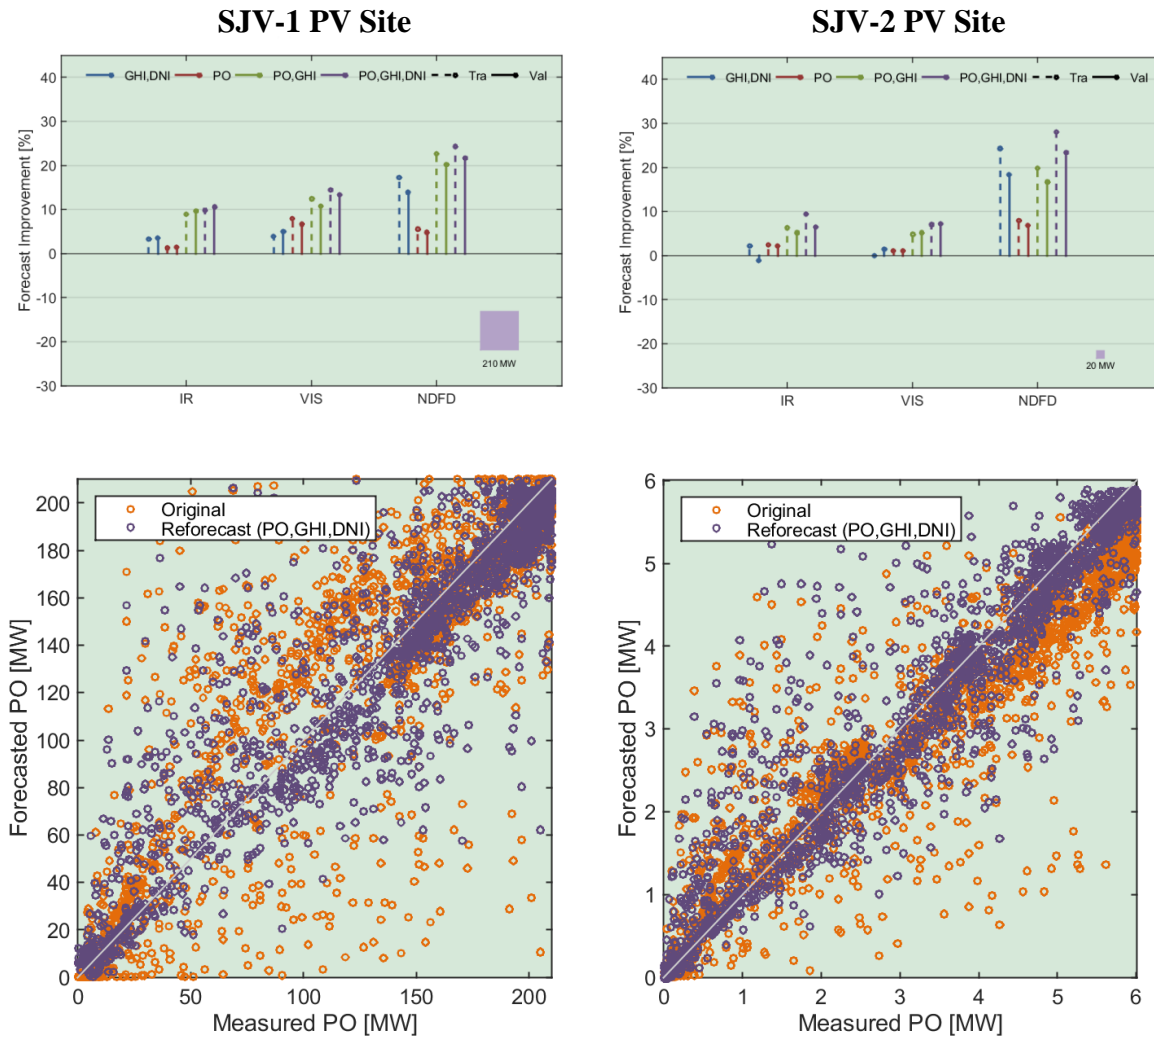 SJV-1 PV Site
SJV-2 PV Site
Forecast Improvement [%]
40
30
20
10
0
-10
-20
-30
GHI,DNI PO PO,GHI PO,GHI,DNI Tra Val
210 MW
IR VIS NDFD
Forecast Improvement [%]
40
30
20
10
0
-10
-20
-30
GHI,DNI PO PO,GHI PO,GHI,DNI Tra Val
20 MW
IR VIS NDFD
Forecasted PO [MW]
200
180
160
140
120
100
80
60
40
20
0
Original
Reforecast (PO,GHI,DNI)
0 50 100 150 200
Measured PO [MW]
Forecasted PO [MW]
6
5
4
3
2
1
0
Original
Reforecast (PO,GHI,DNI)
0 1 2 3 4 5 6
Measured PO [MW]